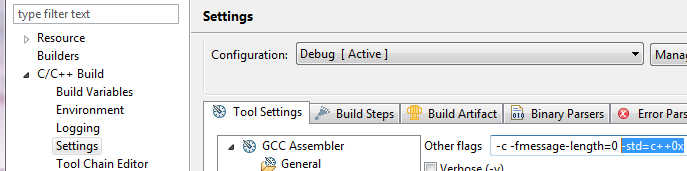 type filter text
Resource
Builders
C/C++ Build
Build Variables
Environment
Logging
Settings
Tool Chain Editor
Settings
Configuration: Debug [ Active ]
Tool Settings Build Steps Build Artifact Binary Parsers Error Pars
GCC Assembler
General
Other flags -c -fmessage-length=0 -std=c++0x
Verbose (-v)